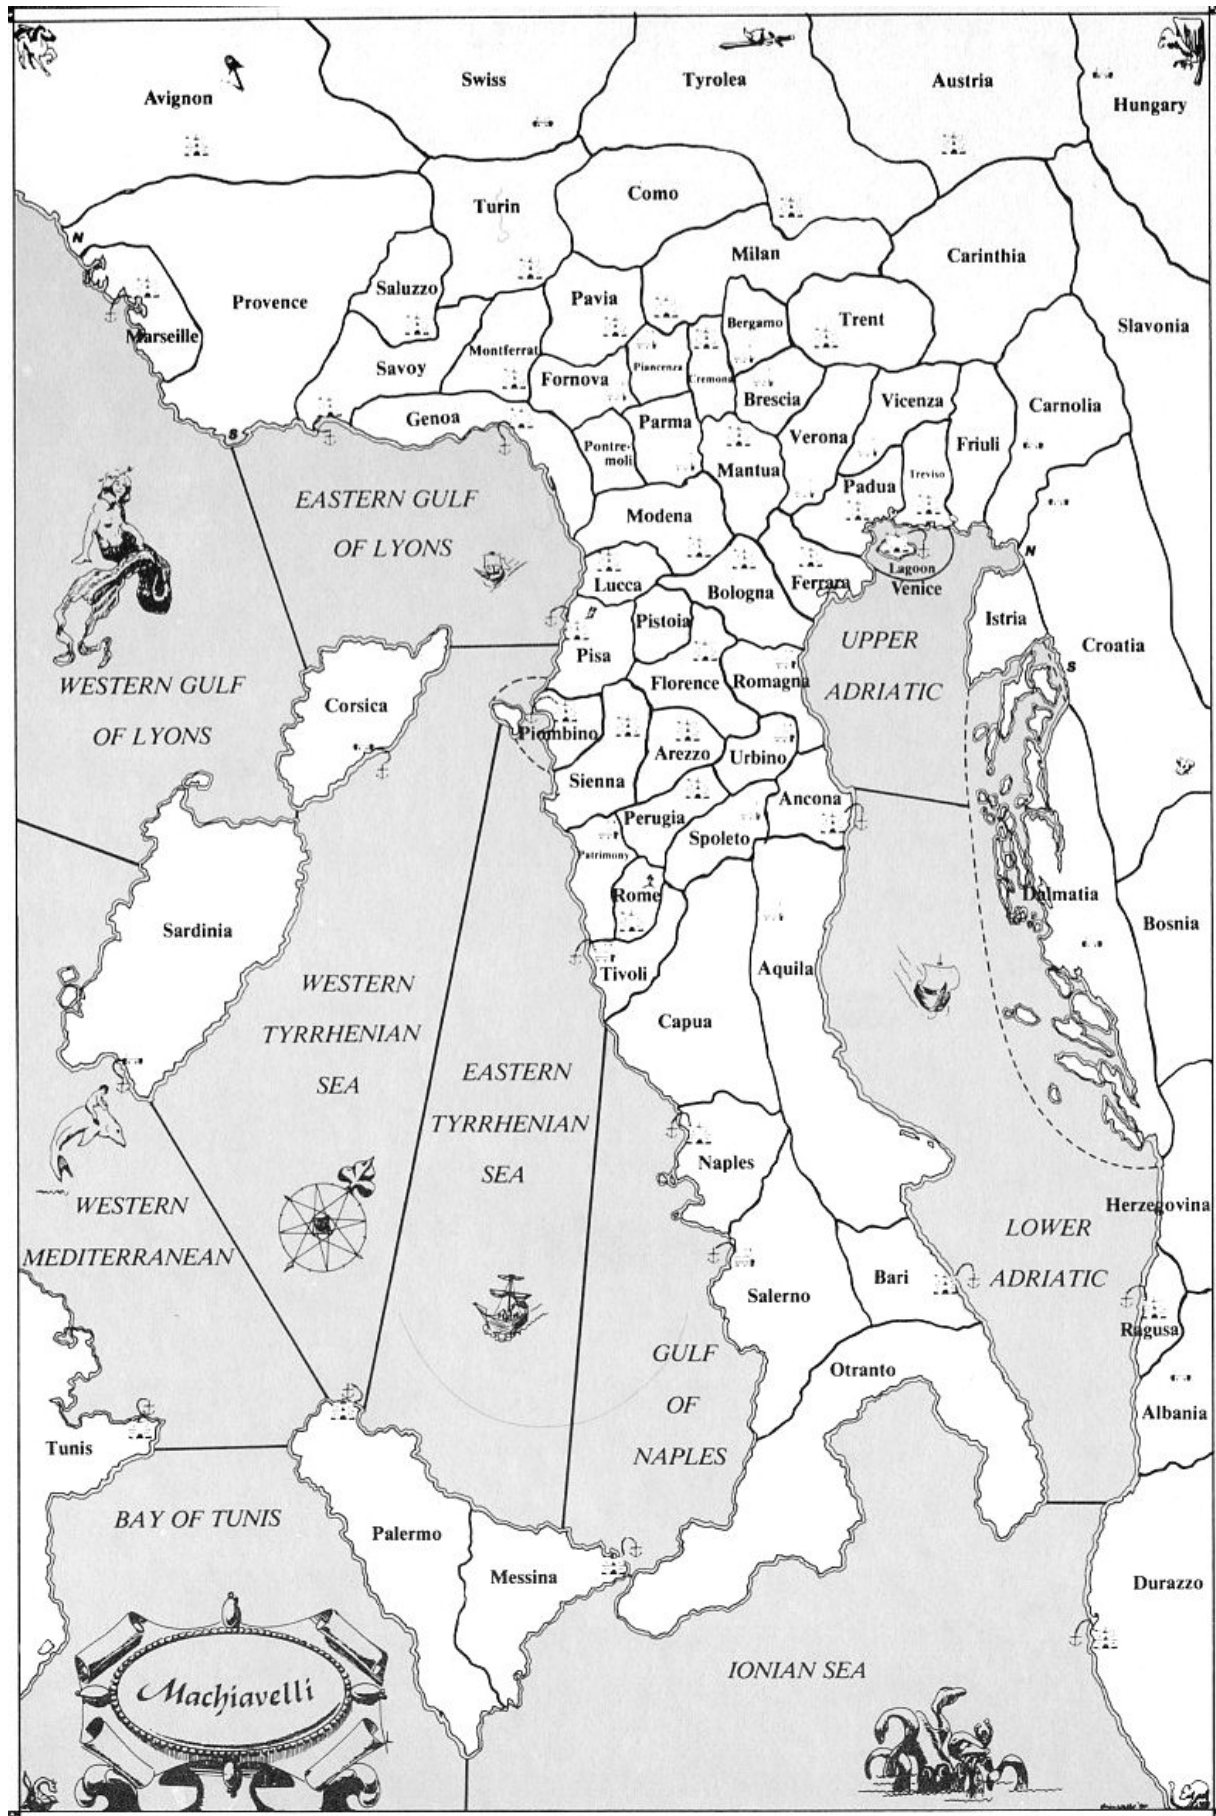 Swiss
Tyrolea
Austria
Avignon
Hungary
Como
Turin
Milan
Carinthia
N
Saluzzo
Pavia
Provence
Bergamo
Trent
Slavonia
Marseille
Montferrat
Savoy
Fornova
Piancenza
Cremona
Brescia
Vicenza
Carnolia
Genoa
Parma
Verona
Friuli
S
Pontre-
moli
Mantua
Treviso
Padua
EASTERN GULF
OF LYONS
Modena
N
Lucca
Bologna
Ferrara
Lagoon
Venice
Pistoia
Istria
UPPER
ADRIATIC
Croatia
Pisa
S
WESTERN GULF
OF LYONS
Florence
Romagna
Corsica
Piombino
Arezzo
Urbino
Sienna
Ancona
Perugia
Spoleto
Patrimony
Rome
Dalmatia
Bosnia
Sardinia
Tivoli
Aquila
WESTERN
TYRRHENIAN
SEA
Capua
EASTERN
TYRRHENIAN
SEA
Naples
WESTERN
MEDITERRANEAN
Herzegovina
LOWER
ADRIATIC
Bari
Salerno
Ragusa
GULF
OF
NAPLES
Otranto
Albania
Tunis
BAY OF TUNIS
Palermo
Messina
Durazzo
IONIAN SEA
Machiavelli